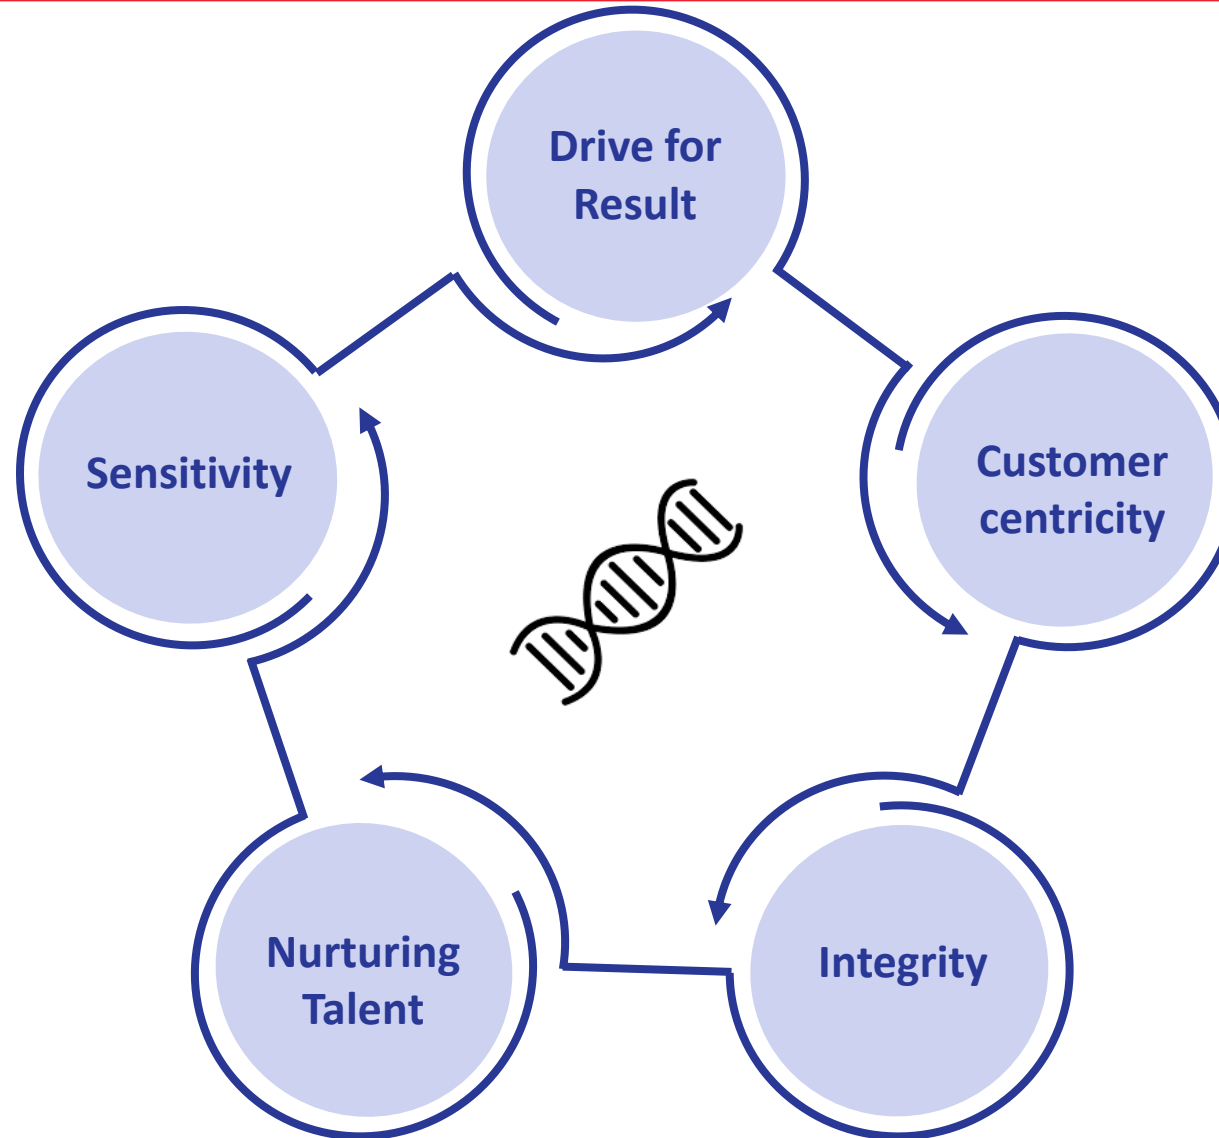 Drive for
Result
Customer
centricity
Integrity
Nurturing
Talent
Sensitivity